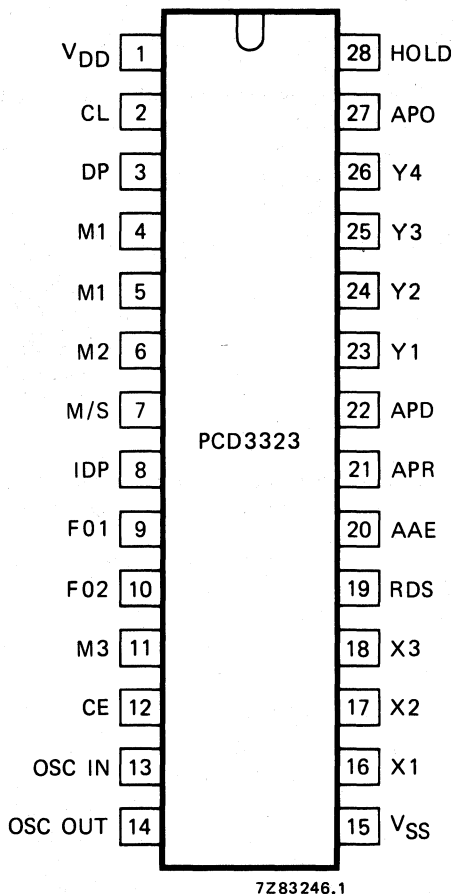 VDD 1 28 HOLD
CL 2 27 APO
DP 3 26 Y4
M1 4 25 Y3
M1 5 24 Y2
M2 6 23 Y1
M/S 7 22 APD
PCD3323
IDP 8 21 APR
F01 9 20 AAE
F02 10 19 RDS
M3 11 18 X3
CE 12 17 X2
OSC IN 13 16 X1
OSC OUT 14 15 VSS
7Z83246.1